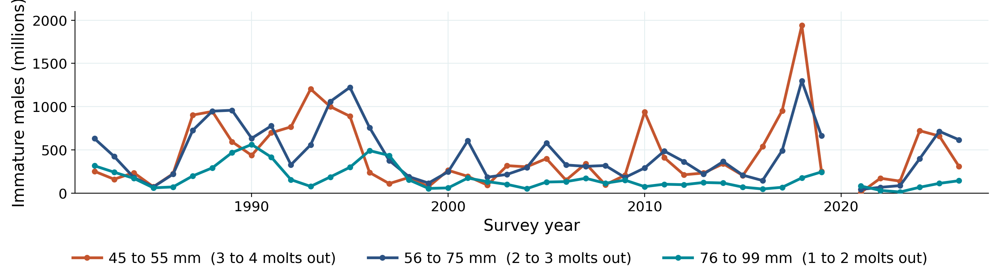 Immature males (millions)
2000
1500
1000
500
0
1990 2000 2010 2020
Survey year
45 to 55 mm (3 to 4 molts out) 56 to 75 mm (2 to 3 molts out) 76 to 99 mm (1 to 2 molts out)